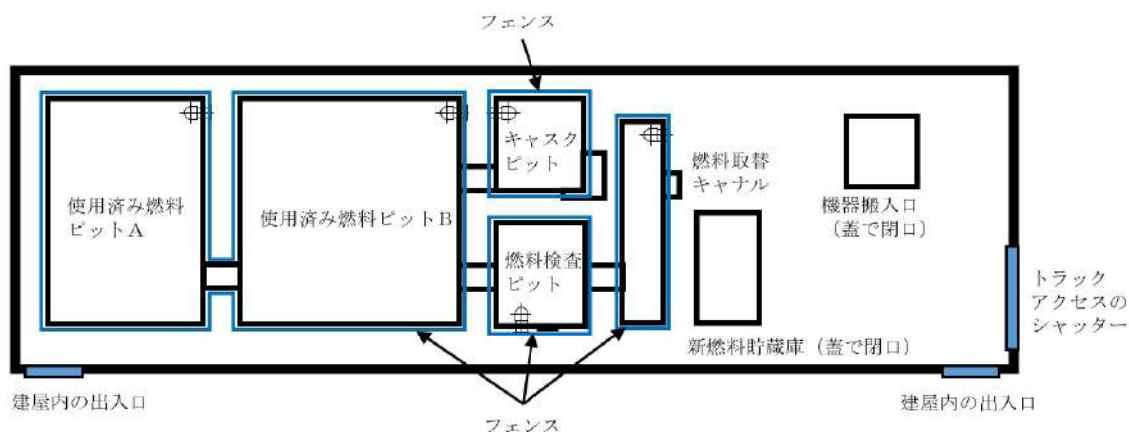 フェンス
使用済み燃料
ピットA
使用済み燃料ピットB
キャスク
ピット
燃料検査
ピット
燃料取替
キャナル
機器搬入口
（蓋で閉口）
新燃料貯蔵庫（蓋で閉口）
トラック
アクセスの
シャッター
建屋内の出入口
フェンス
建屋内の出入口